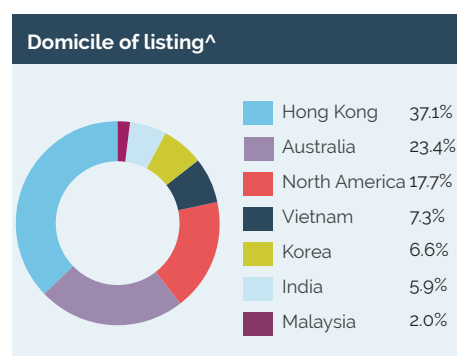 Domicile of listing^
Hong Kong 37.1%
Australia 23.4%
North America 17.7%
Vietnam 7.3%
Korea 6.6%
India 5.9%
Malaysia 2.0%